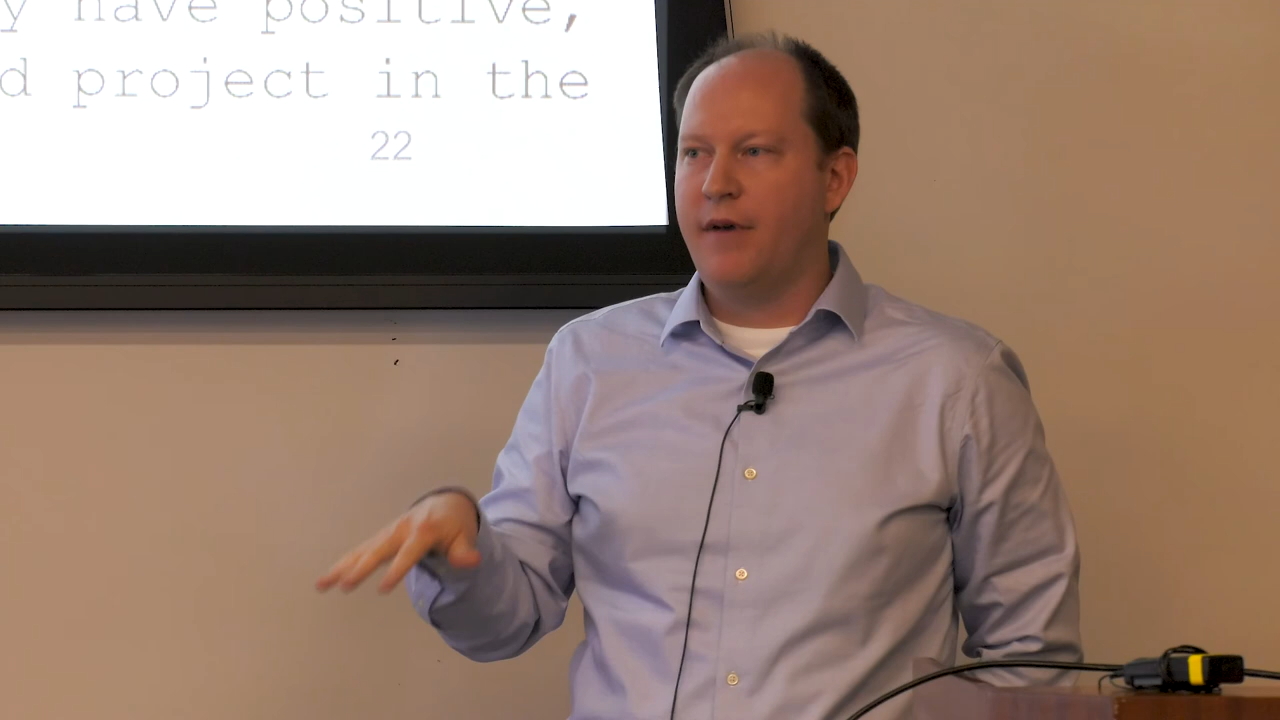 have positive,
project in the
22